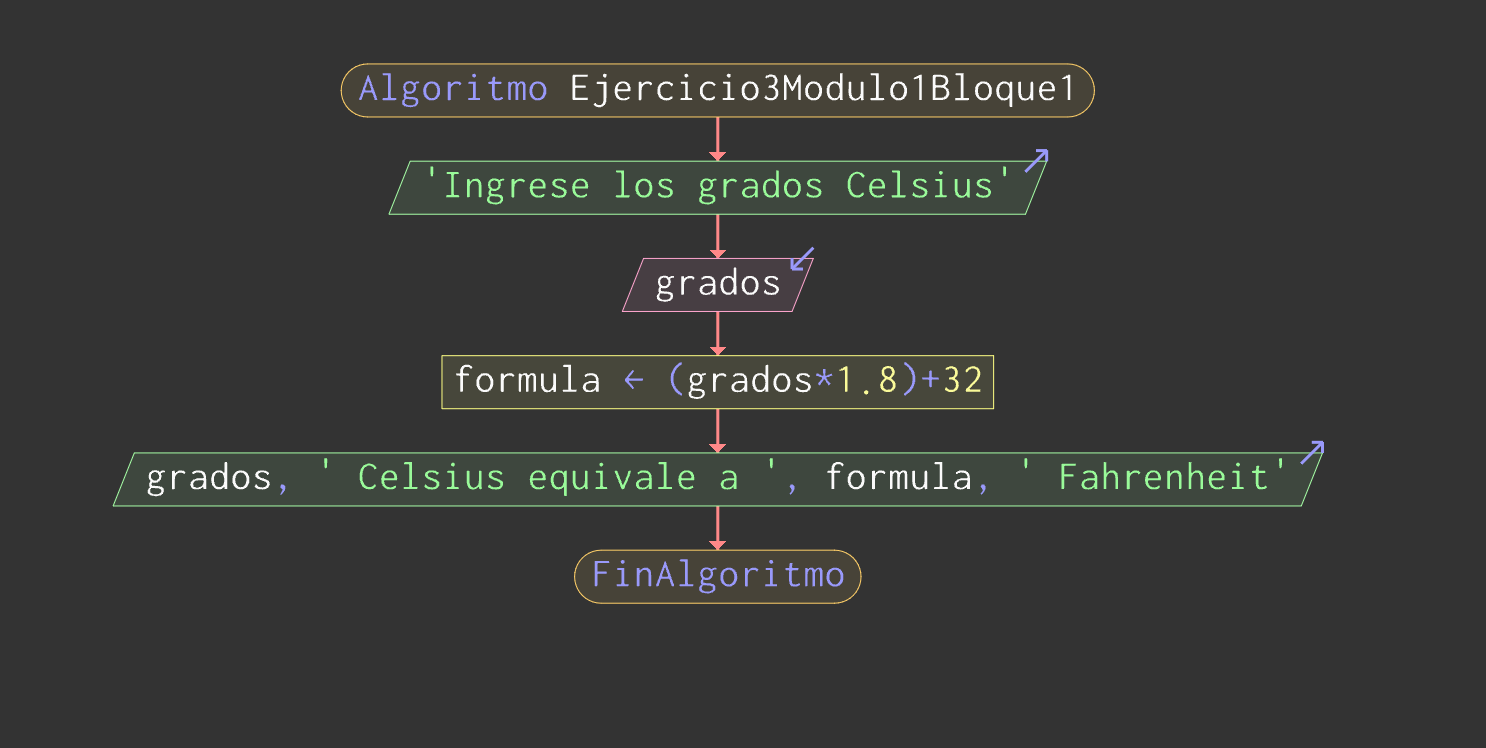 Algoritmo Ejercicio3Modulo1Bloque1
'Ingrese los grados Celsius'
grados
formula ← (grados*1.8)+32
grados, ' Celsius equivale a ', formula, ' Fahrenheit'
FinAlgoritmo